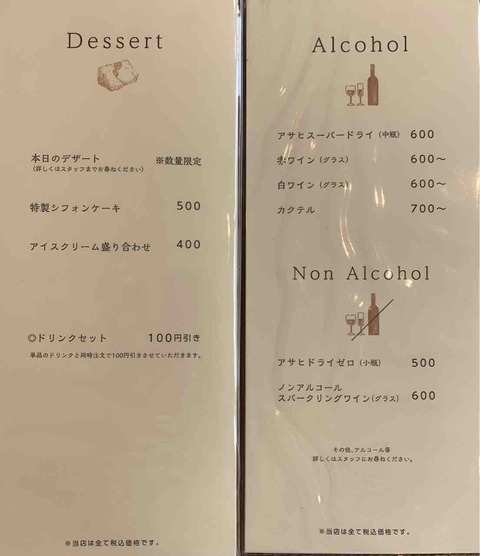 Dessert
本日のデザート ※数量限定
(詳しくはスタッフまでお尋ねください)
特製シフォンケーキ 500
アイスクリーム盛り合わせ 400
◎ドリンクセット 100円引き
単品のドリンクと同時注文で100円引きさせていただきます。
※当店は全て税込価格です。
Alcohol
アサヒスーパードライ (中瓶) 600
赤ワイン (グラス) 600～
白ワイン (グラス) 600～
カクテル 700～
Non Alcohol
アサヒドライゼロ (小瓶) 500
ノンアルコール
スパークリングワイン(グラス) 600
その他、アルコール等
詳しくはスタッフにお尋ねください。
※当店は全て税込価格です。